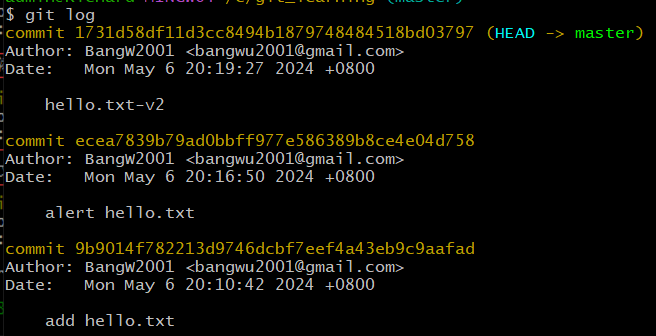 $ git log
commit 1731d58df11d3cc8494b1879748484518bd03797 (HEAD -> master)
Author: BangW2001 <bangwu2001@gmail.com>
Date:   Mon May 6 20:19:27 2024 +0800
hello.txt-v2
commit ecea7839b79ad0bbff977e586389b8ce4e04d758
Author: BangW2001 <bangwu2001@gmail.com>
Date:   Mon May 6 20:16:50 2024 +0800
alert hello.txt
commit 9b9014f782213d9746dcbf7eef4a43eb9c9aafad
Author: BangW2001 <bangwu2001@gmail.com>
Date:   Mon May 6 20:10:42 2024 +0800
add hello.txt